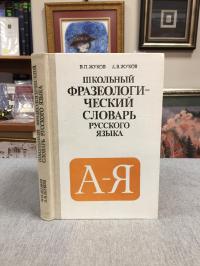 В.П. ЖУКОВ   А.В. ЖУКОВ
ШКОЛЬНЫЙ
ФРАЗЕОЛОГИ-
ЧЕСКИЙ
СЛОВАРЬ
РУССКОГО
ЯЗЫКА
А-Я